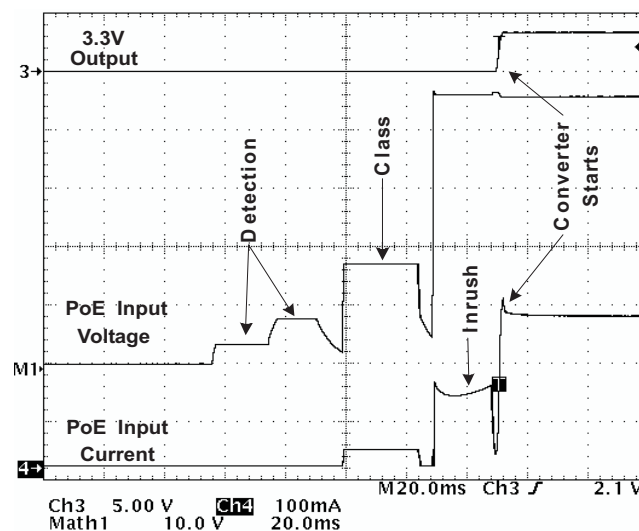 3.3V
Output
3
Detection
Class
Converter
Starts
PoE Input
Voltage
Inrush
M1
T
PoE Input
Current
4
M20.0ms Ch3 2.1 V
Ch3 5.00 V Ch4 100mA
Math1 10.0 V 20.0ms